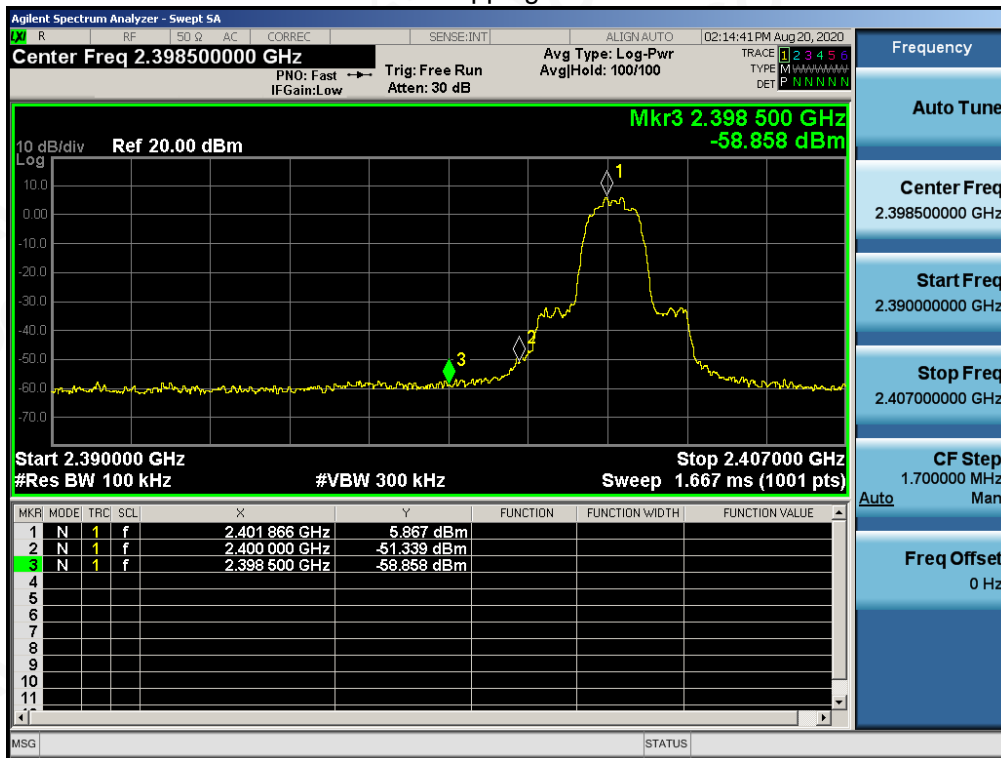 Agilent Spectrum Analyzer - Swept SA
LXI R RF 50 Ω AC CORREC SENSE:INT ALIGN AUTO 02:14:41 PM Aug 20, 2020
Center Freq 2.398500000 GHz
PNO: Fast
IFGain:Low
Trig: Free Run
Atten: 30 dB
Avg Type: Log-Pwr
Avg|Hold: 100/100
TRACE 1 2 3 4 5 6
TYPE M WWWWW
DET P N N N N N
Mkr3 2.398 500 GHz
-58.858 dBm
10 dB/div Ref 20.00 dBm
Log
10.0
0.00
-10.0
-20.0
-30.0
-40.0
-50.0
-60.0
-70.0
1
2
3
Start 2.390000 GHz Stop 2.407000 GHz
#Res BW 100 kHz #VBW 300 kHz Sweep 1.667 ms (1001 pts)
MKR MODE TRC SCL X Y FUNCTION FUNCTION WIDTH FUNCTION VALUE
1 N 1 f 2.401 866 GHz 5.867 dBm
2 N 1 f 2.400 000 GHz -51.339 dBm
3 N 1 f 2.398 500 GHz -58.858 dBm
4
5
6
7
8
9
10
11
MSG STATUS
Frequency
Auto Tune
Center Freq
2.398500000 GHz
Start Freq
2.390000000 GHz
Stop Freq
2.407000000 GHz
CF Step
1.700000 MHz
Auto Man
Freq Offset
0 Hz